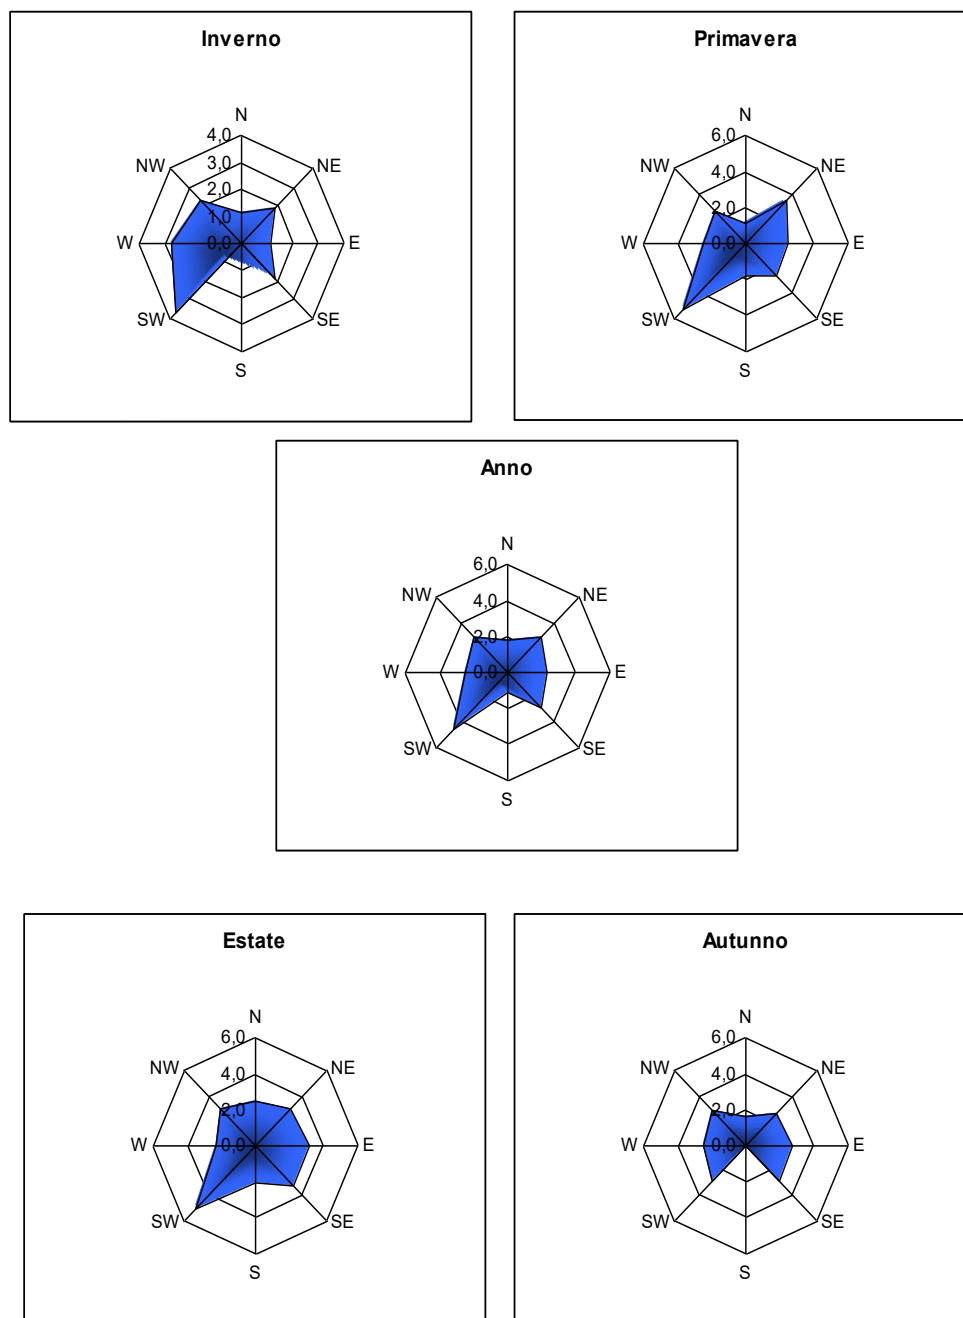 Inverno
N
4,0
NW
NE
3,0
2,0
1,0
W
0,0
E
SW
SE
S
Primavera
N
6,0
NW
NE
4,0
2,0
W
0,0
E
SW
SE
S
Anno
N
6,0
NW
NE
4,0
2,0
W
0,0
E
SW
SE
S
Estate
N
6,0
NW
NE
4,0
2,0
W
0,0
E
SW
SE
S
Autunno
N
6,0
NW
NE
4,0
2,0
W
0,0
E
SW
SE
S